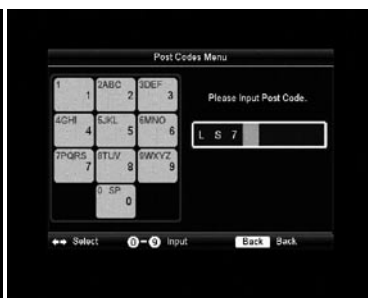 Post Codes Menu
1 2ABC 3DEF
1 2 3
Please Input Post Code.
4GHI 5JKL 6MNO
4 5 6
L S 7
7PQRS 8TUV 9WXYZ
7 8 9
0 SP
0
Select 0 - 9 Input Back Back